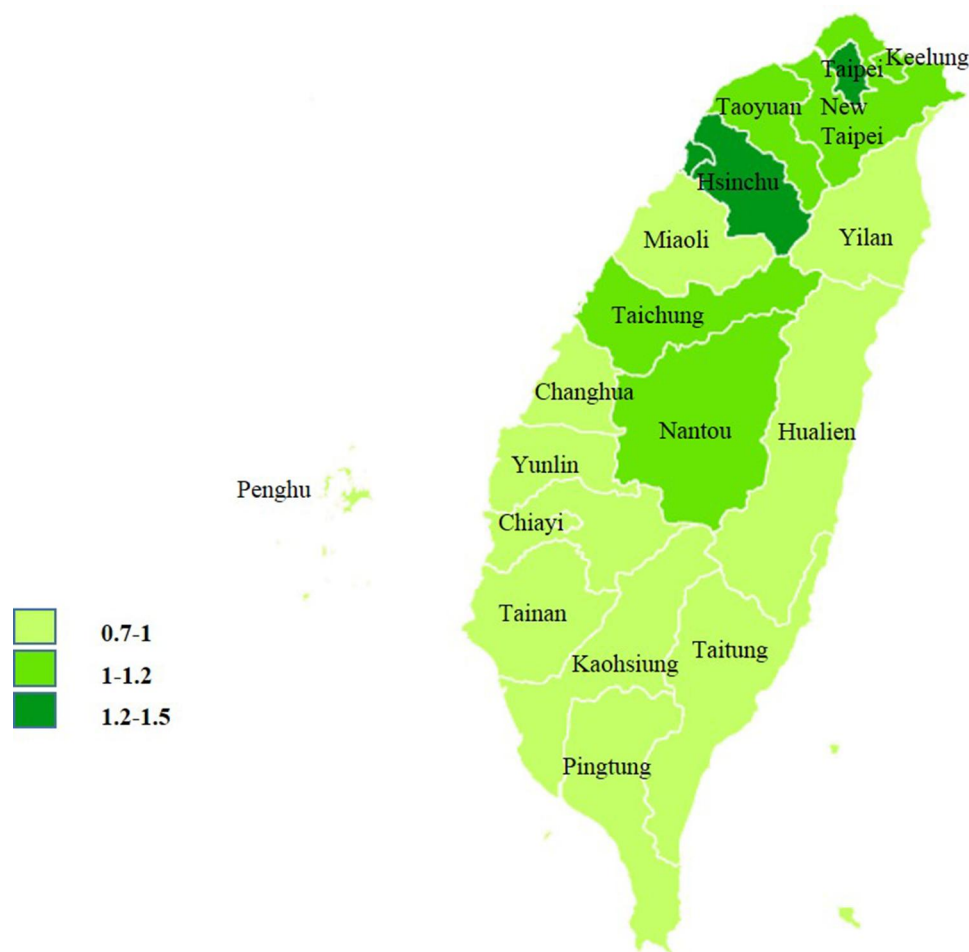 Keelung
Taipei
Taoyuan
New
Taipei
Hsinchu
Miaoli
Yilan
Taichung
Changhua
Nantou
Hualien
Yunlin
Penghu
Chiayi
Tainan
Taitung
Kaohsiung
Pingtung
0.7-1
1-1.2
1.2-1.5